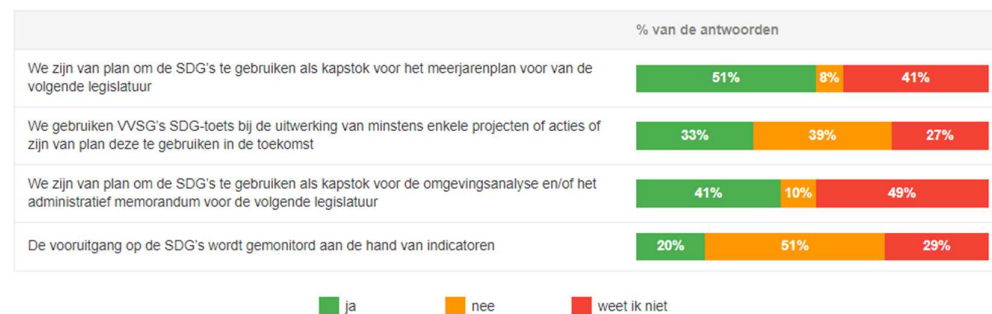 % van de antwoorden
We zijn van plan om de SDG's te gebruiken als kapstok voor het meerjarenplan voor van de
volgende legislatuur
51% 8% 41%
We gebruiken VVSG's SDG-toets bij de uitwerking van minstens enkele projecten of acties of
zijn van plan deze te gebruiken in de toekomst
33% 39% 27%
We zijn van plan om de SDG's te gebruiken als kapstok voor de omgevingsanalyse en/of het
administratief memorandum voor de volgende legislatuur
41% 10% 49%
De vooruitgang op de SDG's wordt gemonitord aan de hand van indicatoren
20% 51% 29%
ja nee weet ik niet